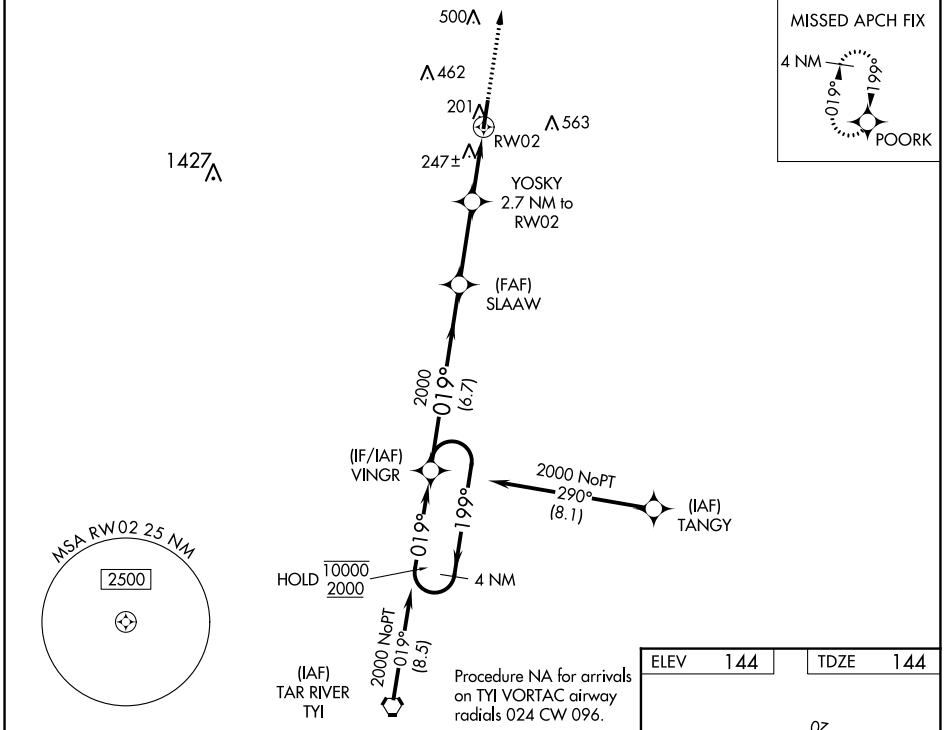 500
462
201
RW02
563
247±
1427
YOSKY
2.7 NM to
RW02
(FAF)
SLAAW
2000
019°
(6.7)
(IF/IAF)
VINGR
2000 NoPT
290°
(8.1)
(IAF)
TANGY
019°
199°
HOLD 10000
2000
4 NM
2000 NoPT
019°
(8.5)
(IAF)
TAR RIVER
TYI
Procedure NA for arrivals
on TYI VORTAC airway
radials 024 CW 096.
MSA RW02 25 NM
2500
MISSED APCH FIX
4 NM
019°
199°
POORK
ELEV 144
TDZE 144